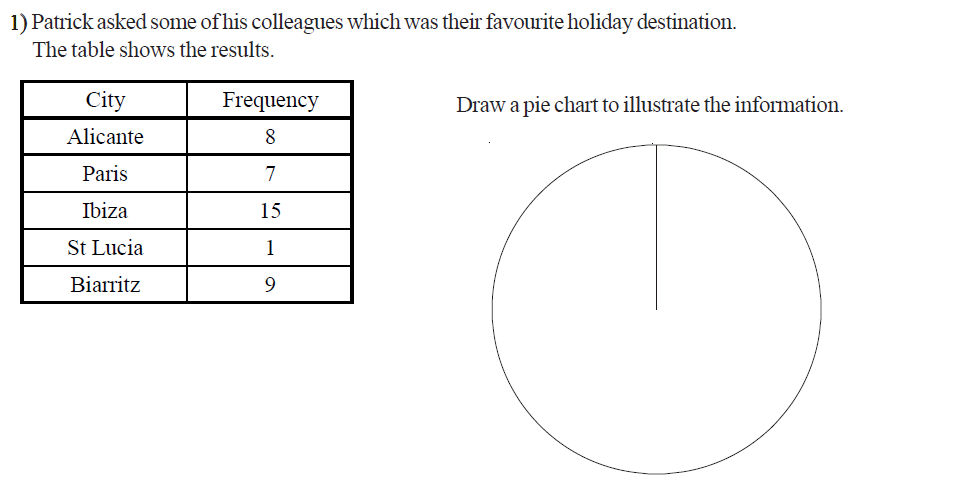 1) Patrick asked some of his colleagues which was their favourite holiday destination.
The table shows the results.
City Frequency
Alicante 8
Paris 7
Ibiza 15
St Lucia 1
Biarritz 9
Draw a pie chart to illustrate the information.